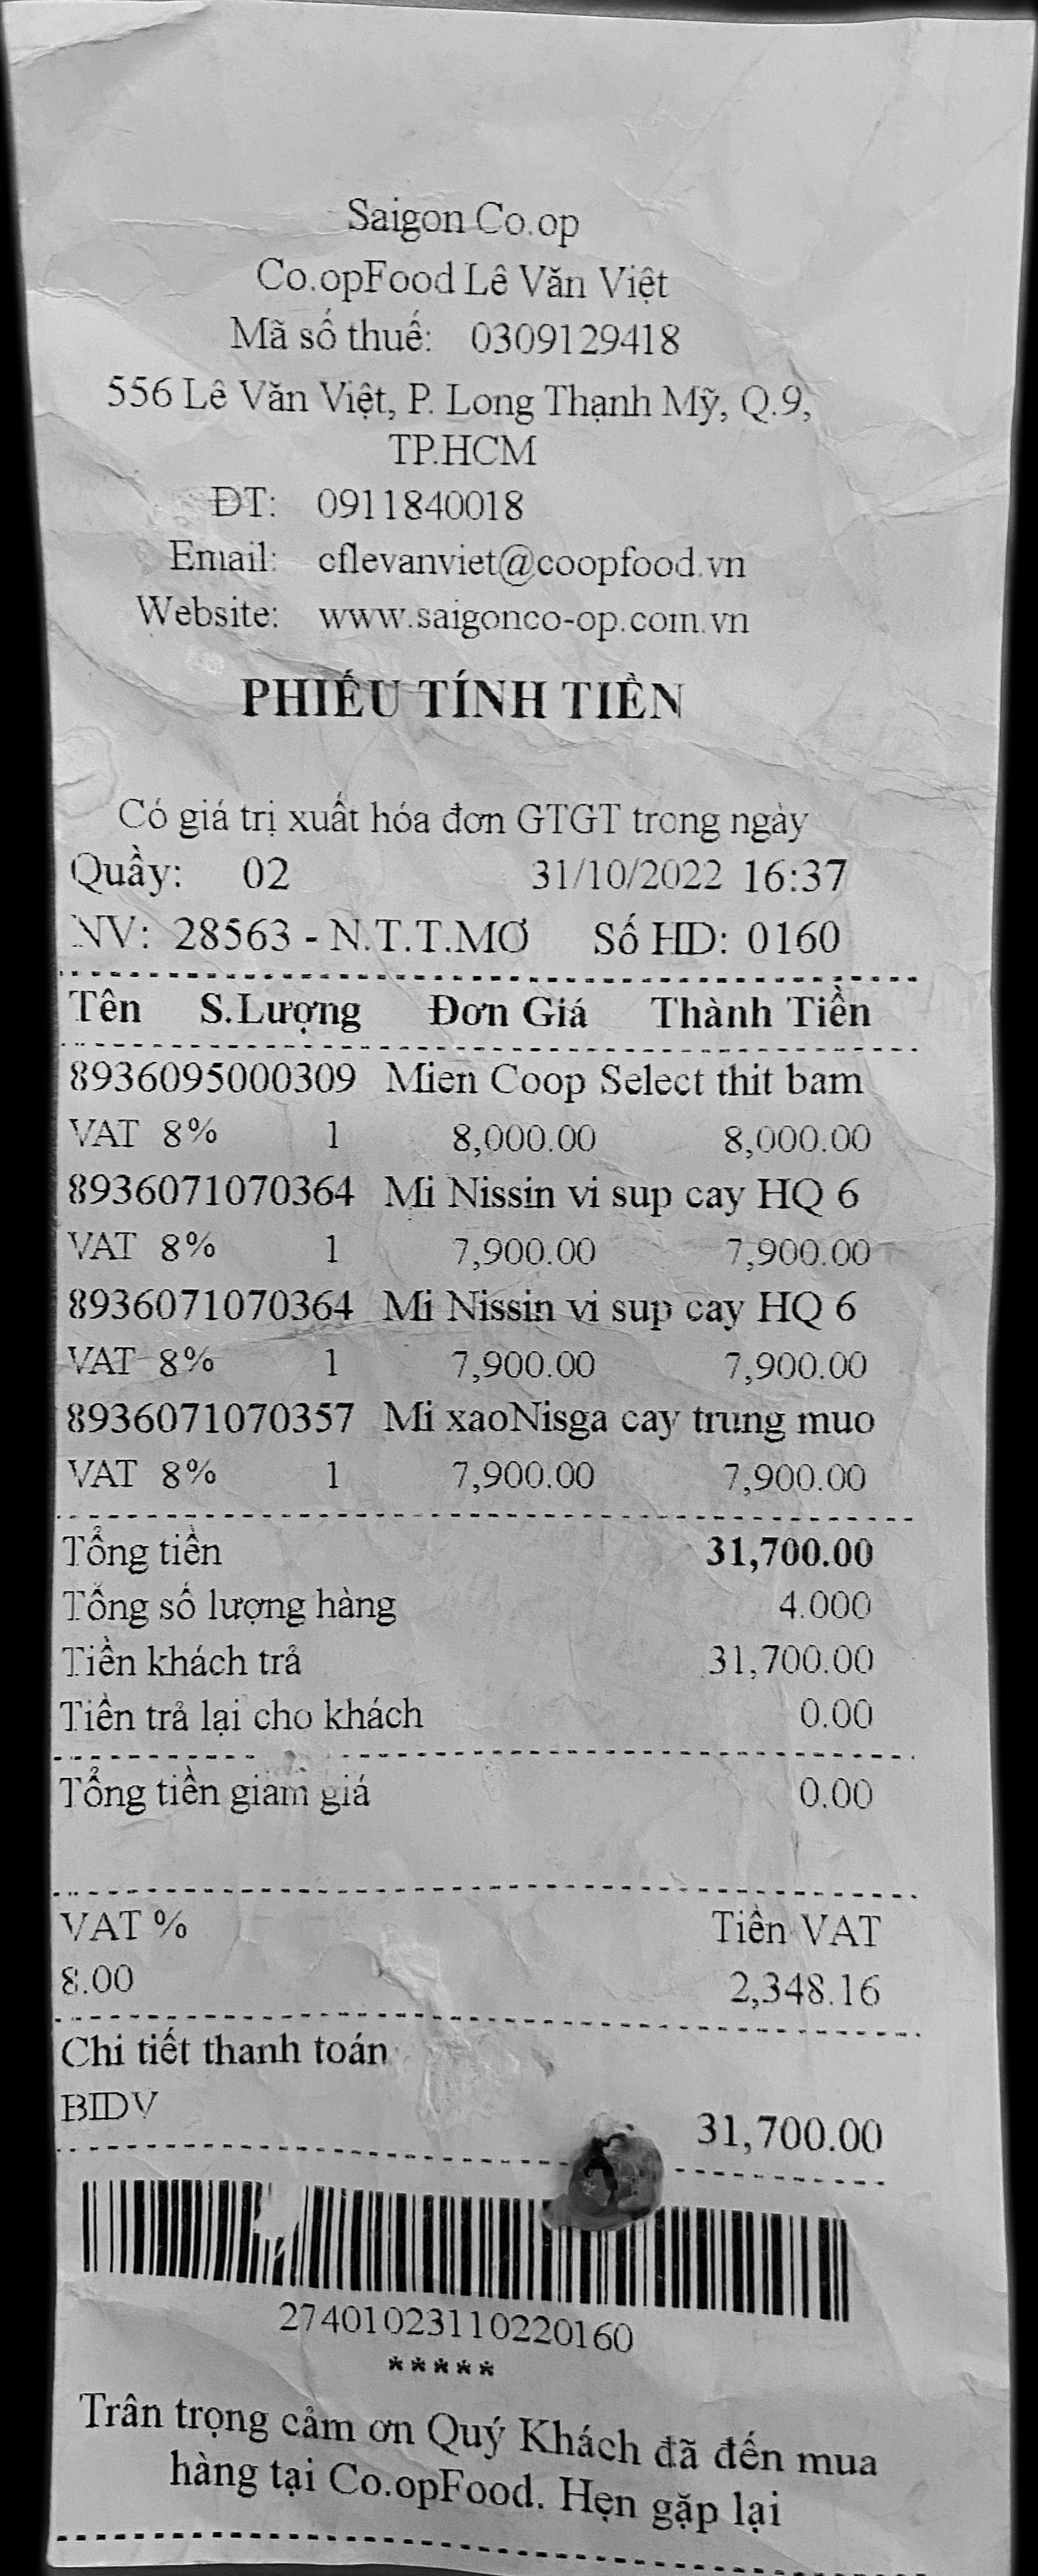 Saigon Co.op
Co.opFood Lê Văn Việt
Mã số thuế: 0309129418
556 Lê Văn Việt, P. Long Thạnh Mỹ, Q.9,
TP.HCM
ĐT: 0911840018
Email: cflevanviet@coopfood.vn
Website: www.saigonco-op.com.vn
PHIẾU TÍNH TIỀN
Có giá trị xuất hóa đơn GTGT trong ngày
Quầy: 02 31/10/2022 16:37
NV: 28563 - N.T.T.MƠ Số HD: 0160
Tên S.Lượng Đơn Giá Thành Tiền
8936095000309 Mien Coop Select thit bam
VAT 8% 1 8,000.00 8,000.00
8936071070364 Mi Nissin vi sup cay HQ 6
VAT 8% 1 7,900.00 7,900.00
8936071070364 Mi Nissin vi sup cay HQ 6
VAT 8% 1 7,900.00 7,900.00
8936071070357 Mi xaoNisga cay trung muo
VAT 8% 1 7,900.00 7,900.00
Tổng tiền 31,700.00
Tổng số lượng hàng 4.000
Tiền khách trả 31,700.00
Tiền trả lại cho khách 0.00
Tổng tiền giảm giá 0.00
VAT % Tiền VAT
8.00 2,348.16
Chi tiết thanh toán
BIDV 31,700.00
27401023110220160
*****
Trân trọng cảm ơn Quý Khách đã đến mua
hàng tại Co.opFood. Hẹn gặp lại